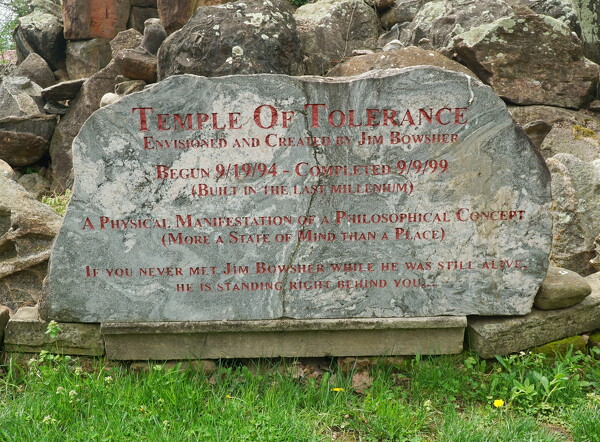 Temple Of Tolerance
Envisioned and Created by Jim Bowsher
Begun 9/19/94 - Completed 9/9/99
(Built in the last millenium)
A Physical Manifestation of a Philosophical Concept
(More a State of Mind than a Place)
If you never met Jim Bowsher while he was still alive,
he is standing right behind you...